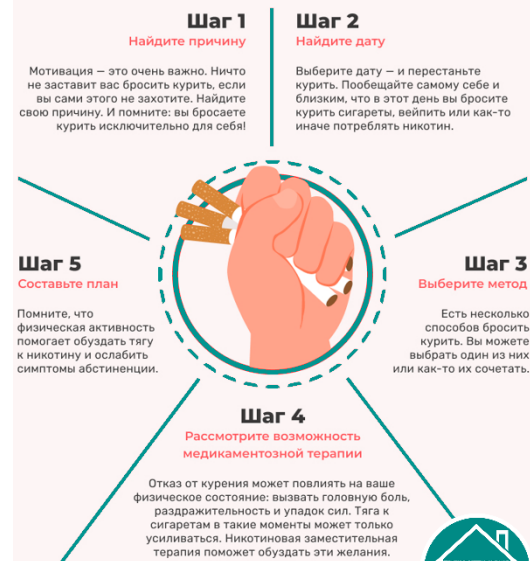 Шаг 1
Найдите причину
Мотивация — это очень важно. Ничто
не заставит вас бросить курить, если
вы сами этого не захотите. Найдите
свою причину. И помните: вы бросаете
курить исключительно для себя!
Шаг 2
Найдите дату
Выберите дату — и перестаньте
курить. Пообещайте самому себе и
близким, что в этот день вы бросите
курить сигареты, вейпить или как-то
иначе потреблять никотин.
Шаг 3
Выберите метод
Есть несколько
способов бросить
курить. Вы можете
выбрать один из них
или как-то их сочетать.
Шаг 4
Рассмотрите возможность
медикаментозной терапии
Отказ от курения может повлиять на ваше
физическое состояние: вызвать головную боль,
раздражительность и упадок сил. Тяга к
сигаретам в такие моменты может только
усиливаться. Никотиновая заместительная
терапия поможет обуздать эти желания.
Шаг 5
Составьте план
Помните, что
физическая активность
помогает обуздать тягу
к никотину и ослабить
симптомы абстиненции.